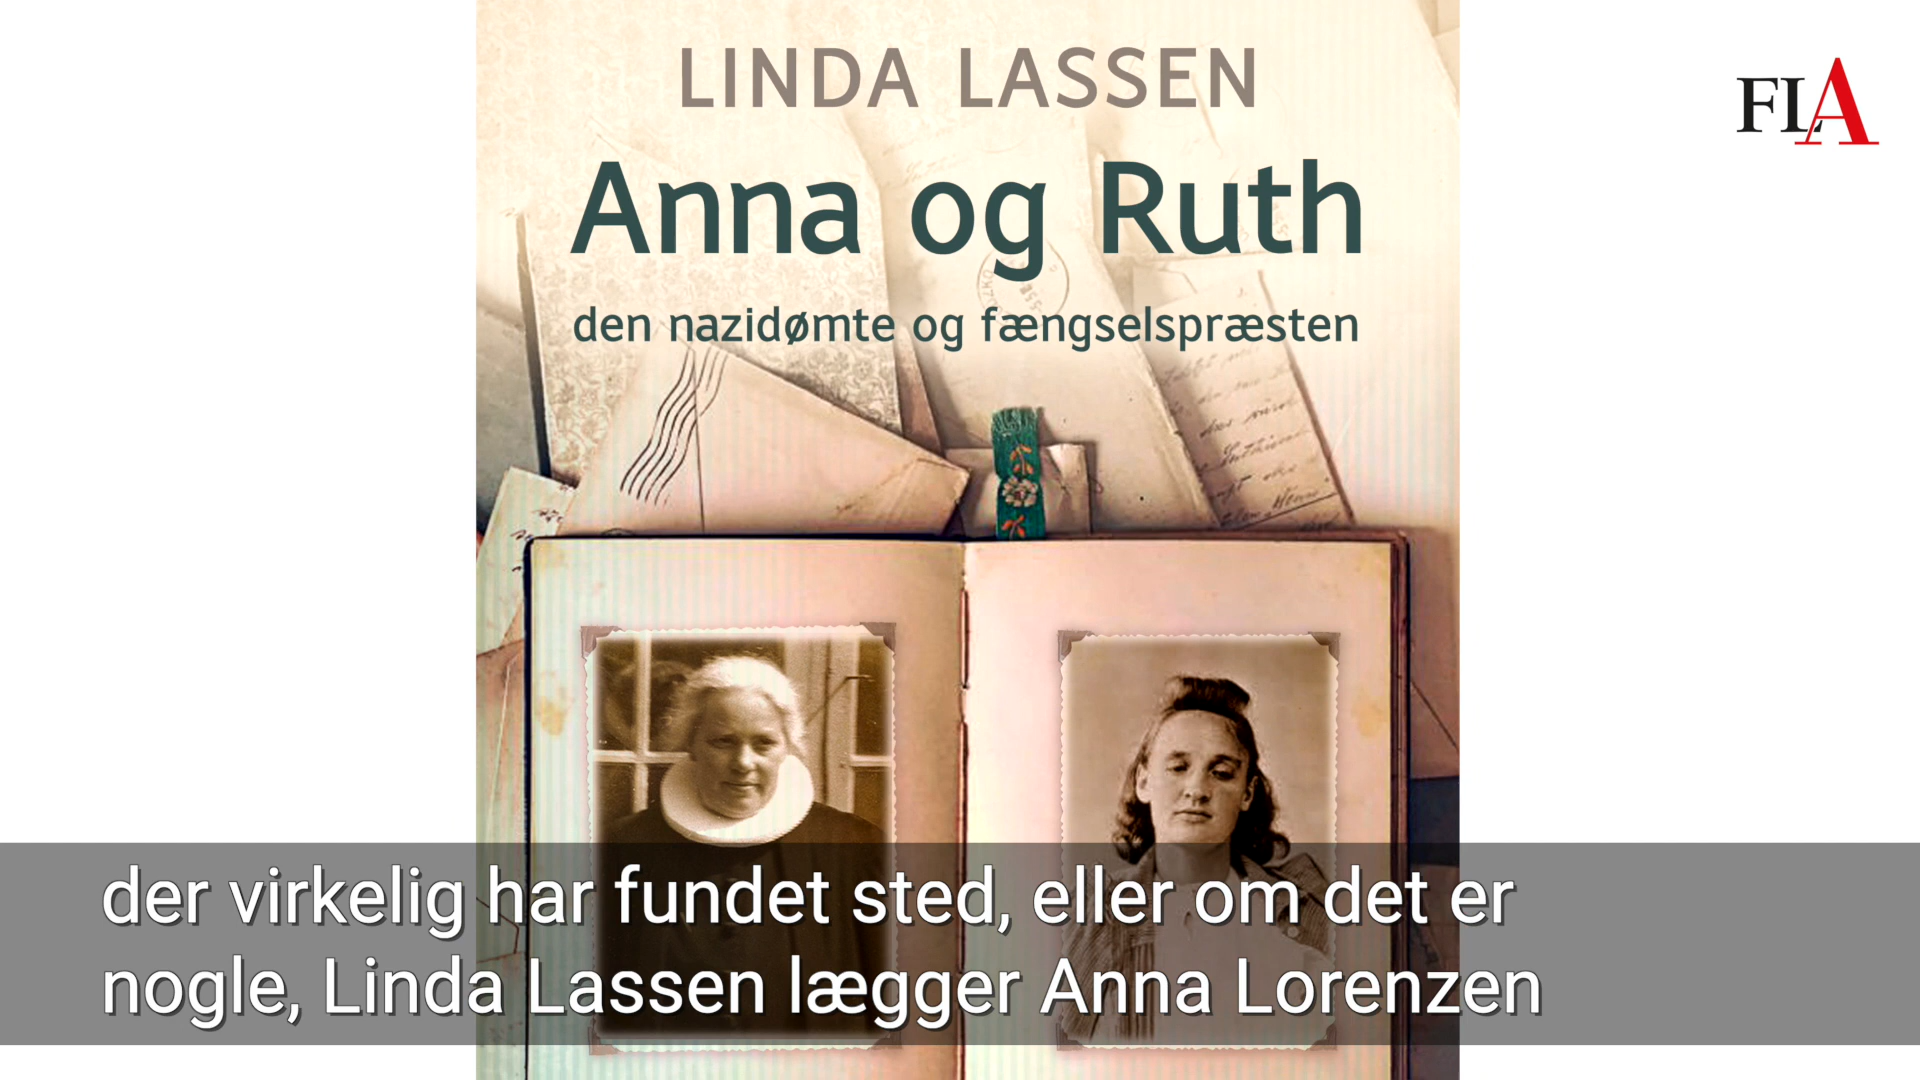 LINDA LASSEN
FIA
Anna og Ruth
den nazidømte og fængselspræsten
der virkelig har fundet sted, eller om det er
nogle, Linda Lassen lægger Anna Lorenzen